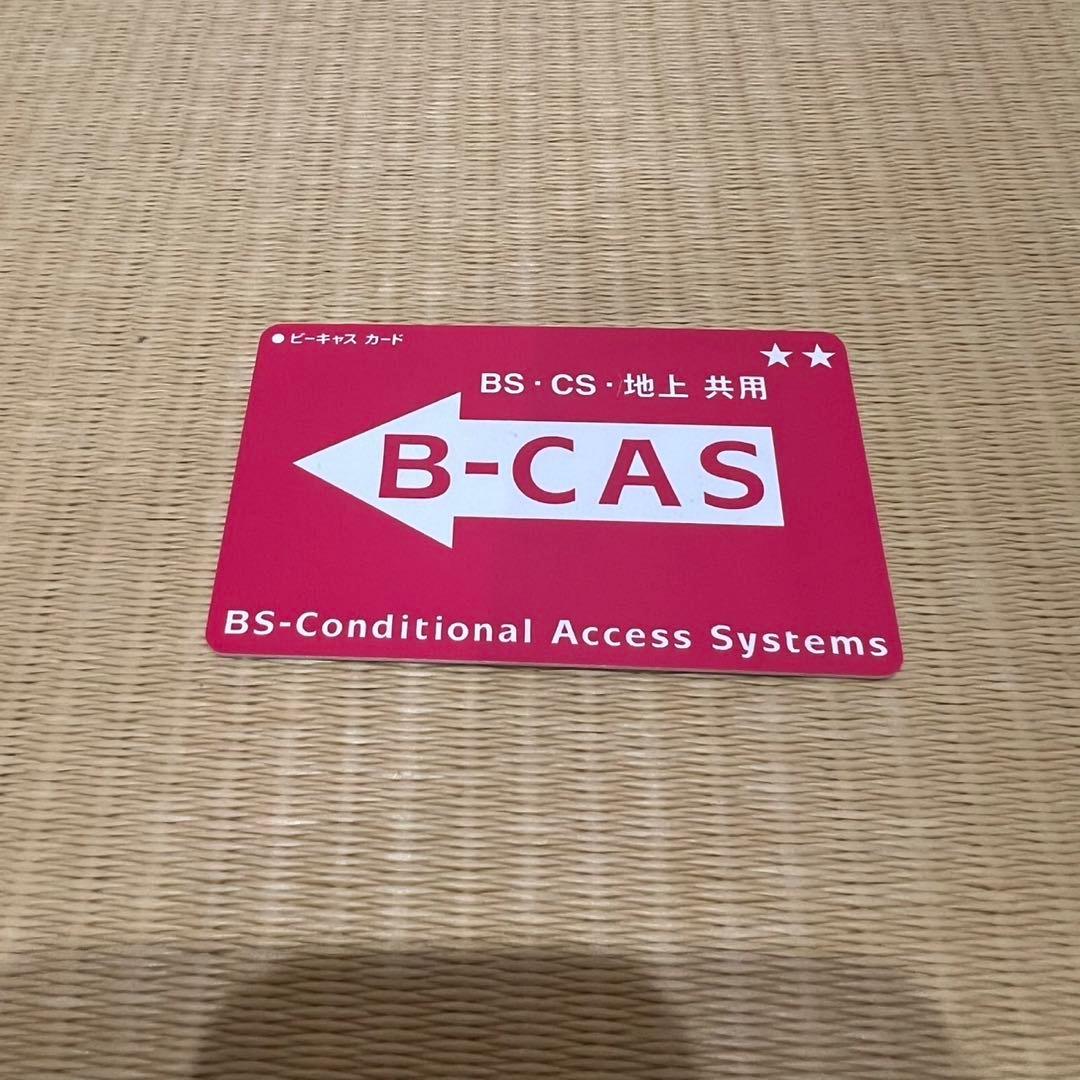 ●ビーキャス カード
★★
BS・CS・地上 共用
B-CAS
BS-Conditional Access Systems